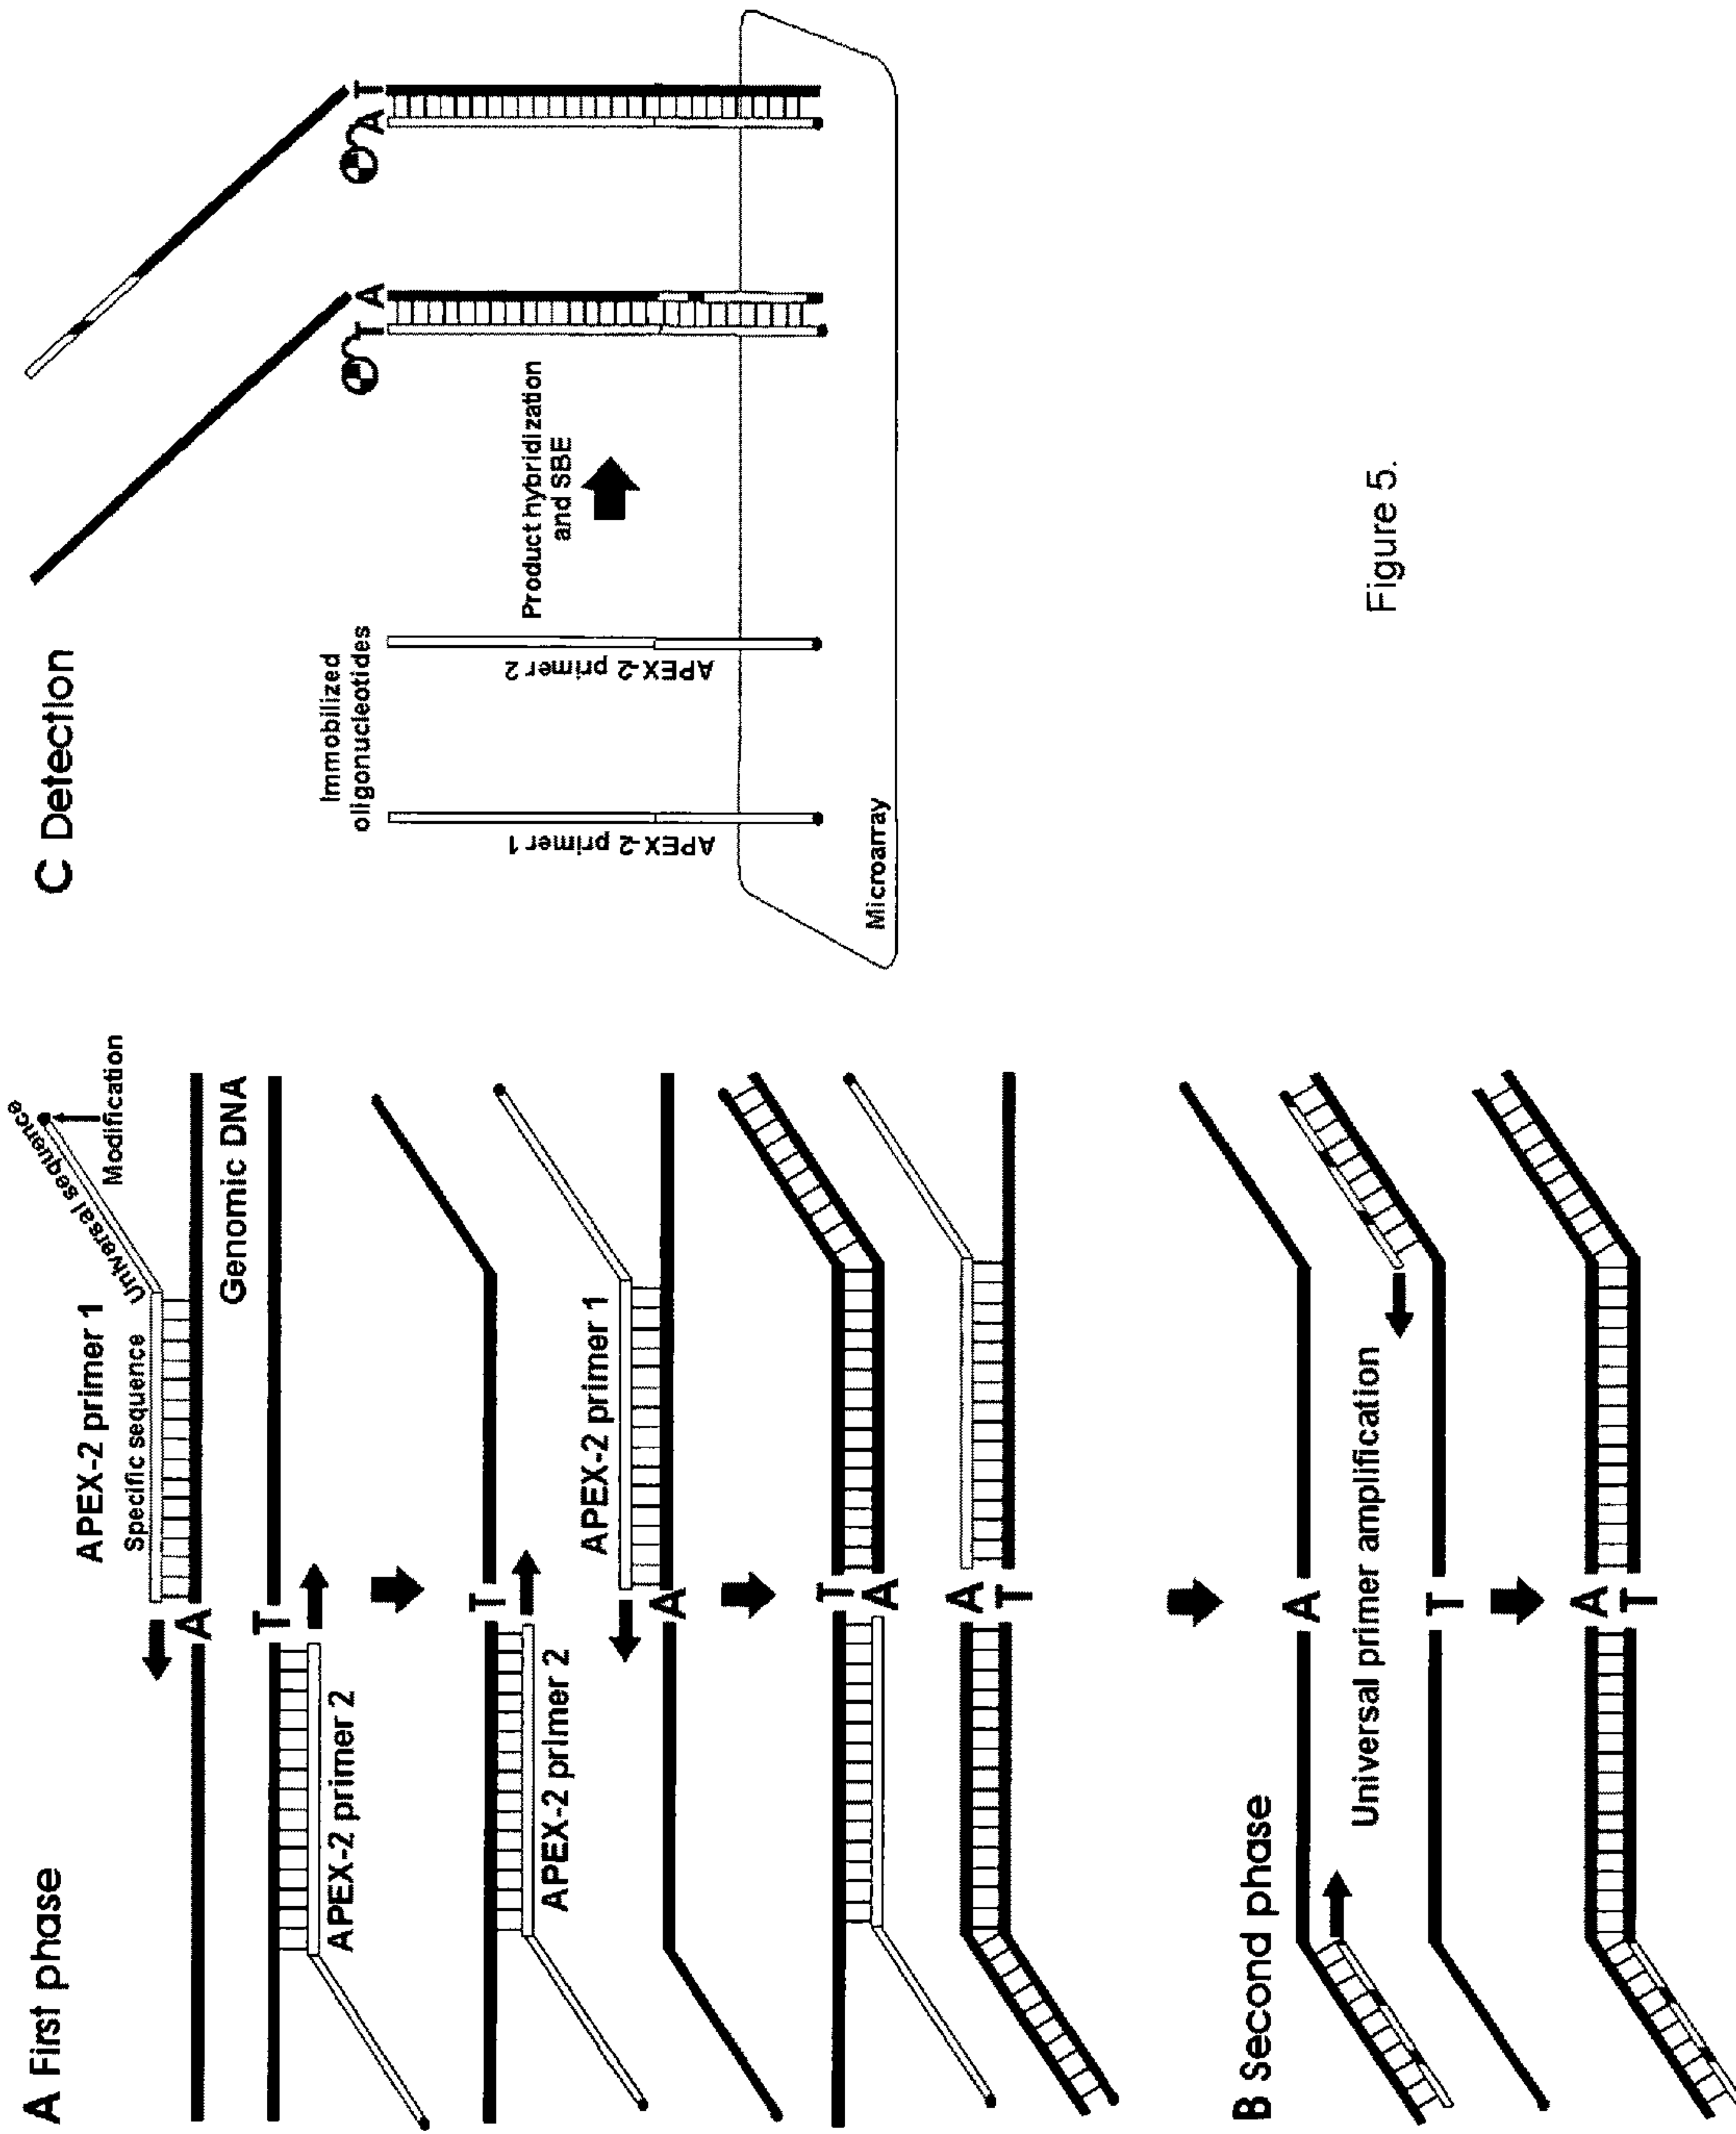 A First phase
APEX-2 primer 1
Specific sequence
Universal sequence
Modification
A
Genomic DNA
T
APEX-2 primer 2
T
APEX-2 primer 2
APEX-2 primer 1
A
T
A
A
T
B Second phase
A
Universal primer amplification
T
A
T
C Detection
Immobilized
oligonucleotides
APEX-2 primer 1
APEX-2 primer 2
Product hybridization
and SBE
T A
A T
Microarray
Figure 5.